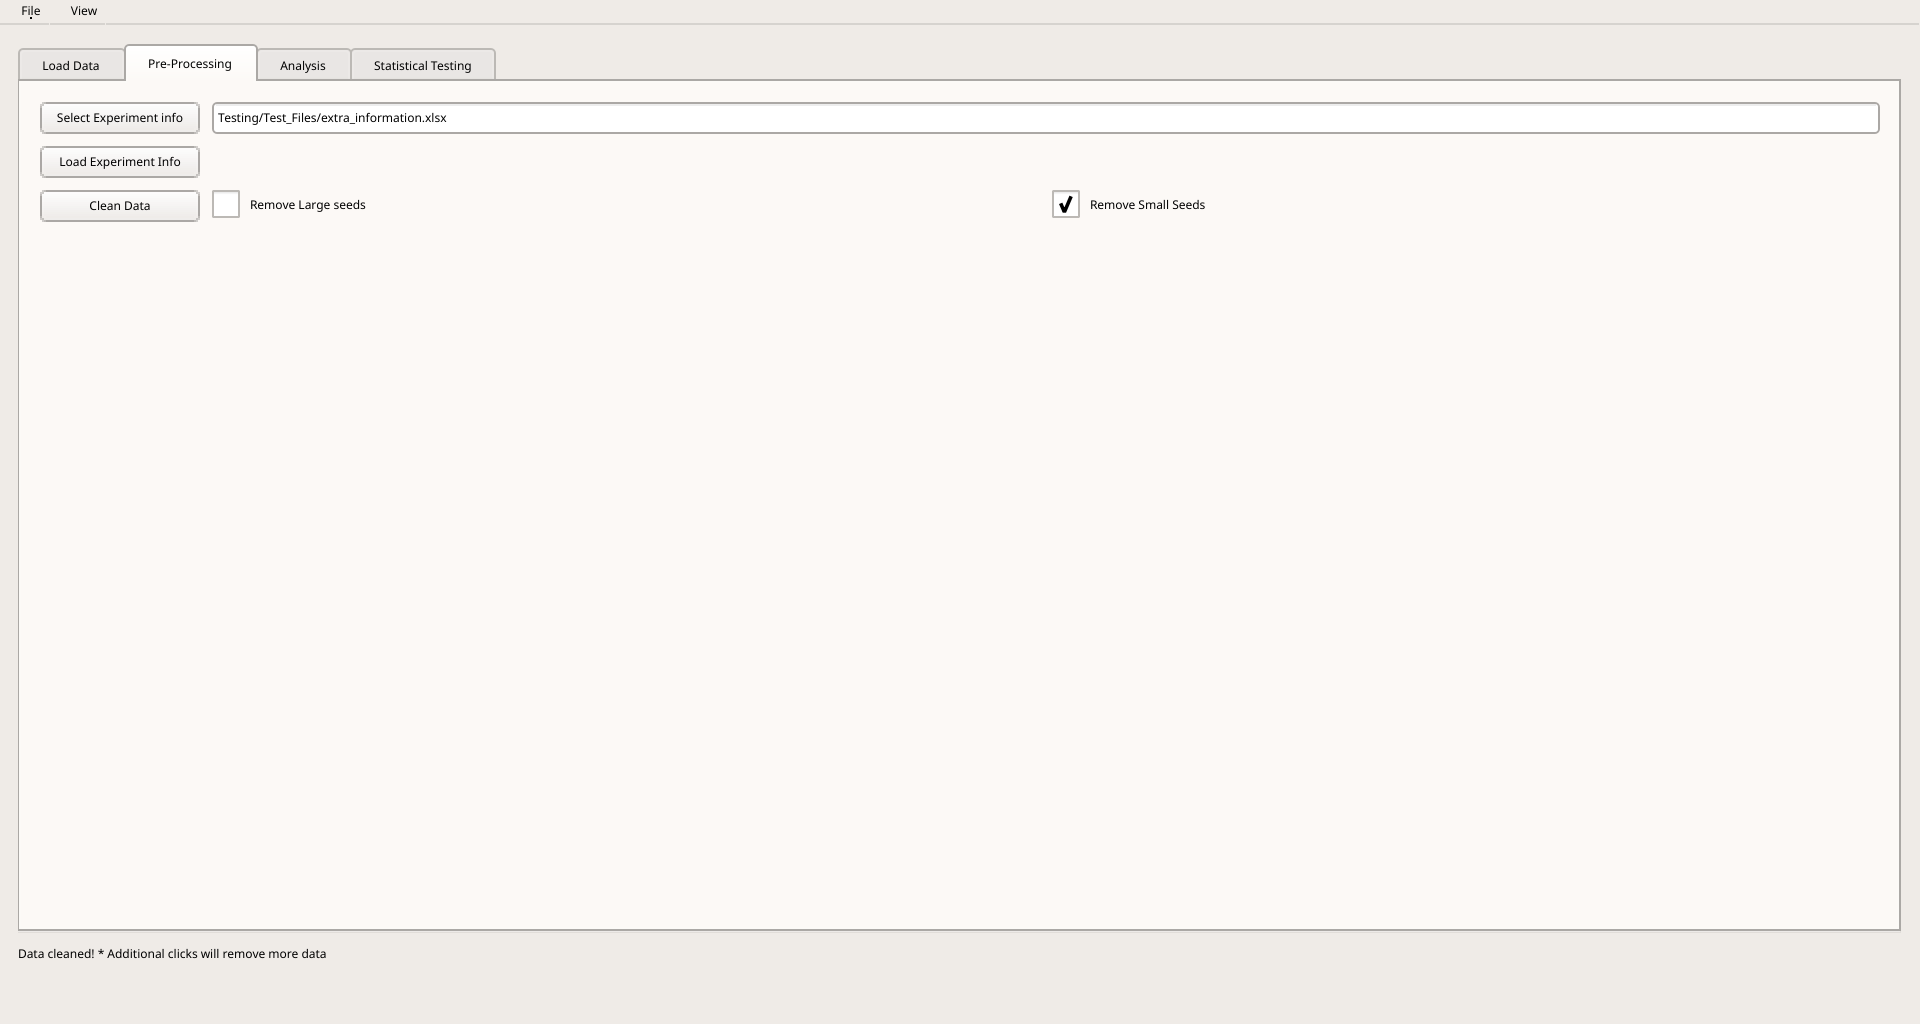 File View
Load Data Pre-Processing Analysis Statistical Testing
Select Experiment info Testing/Test_Files/extra_information.xlsx
Load Experiment Info
Clean Data Remove Large seeds Remove Small Seeds
Data cleaned! * Additional clicks will remove more data